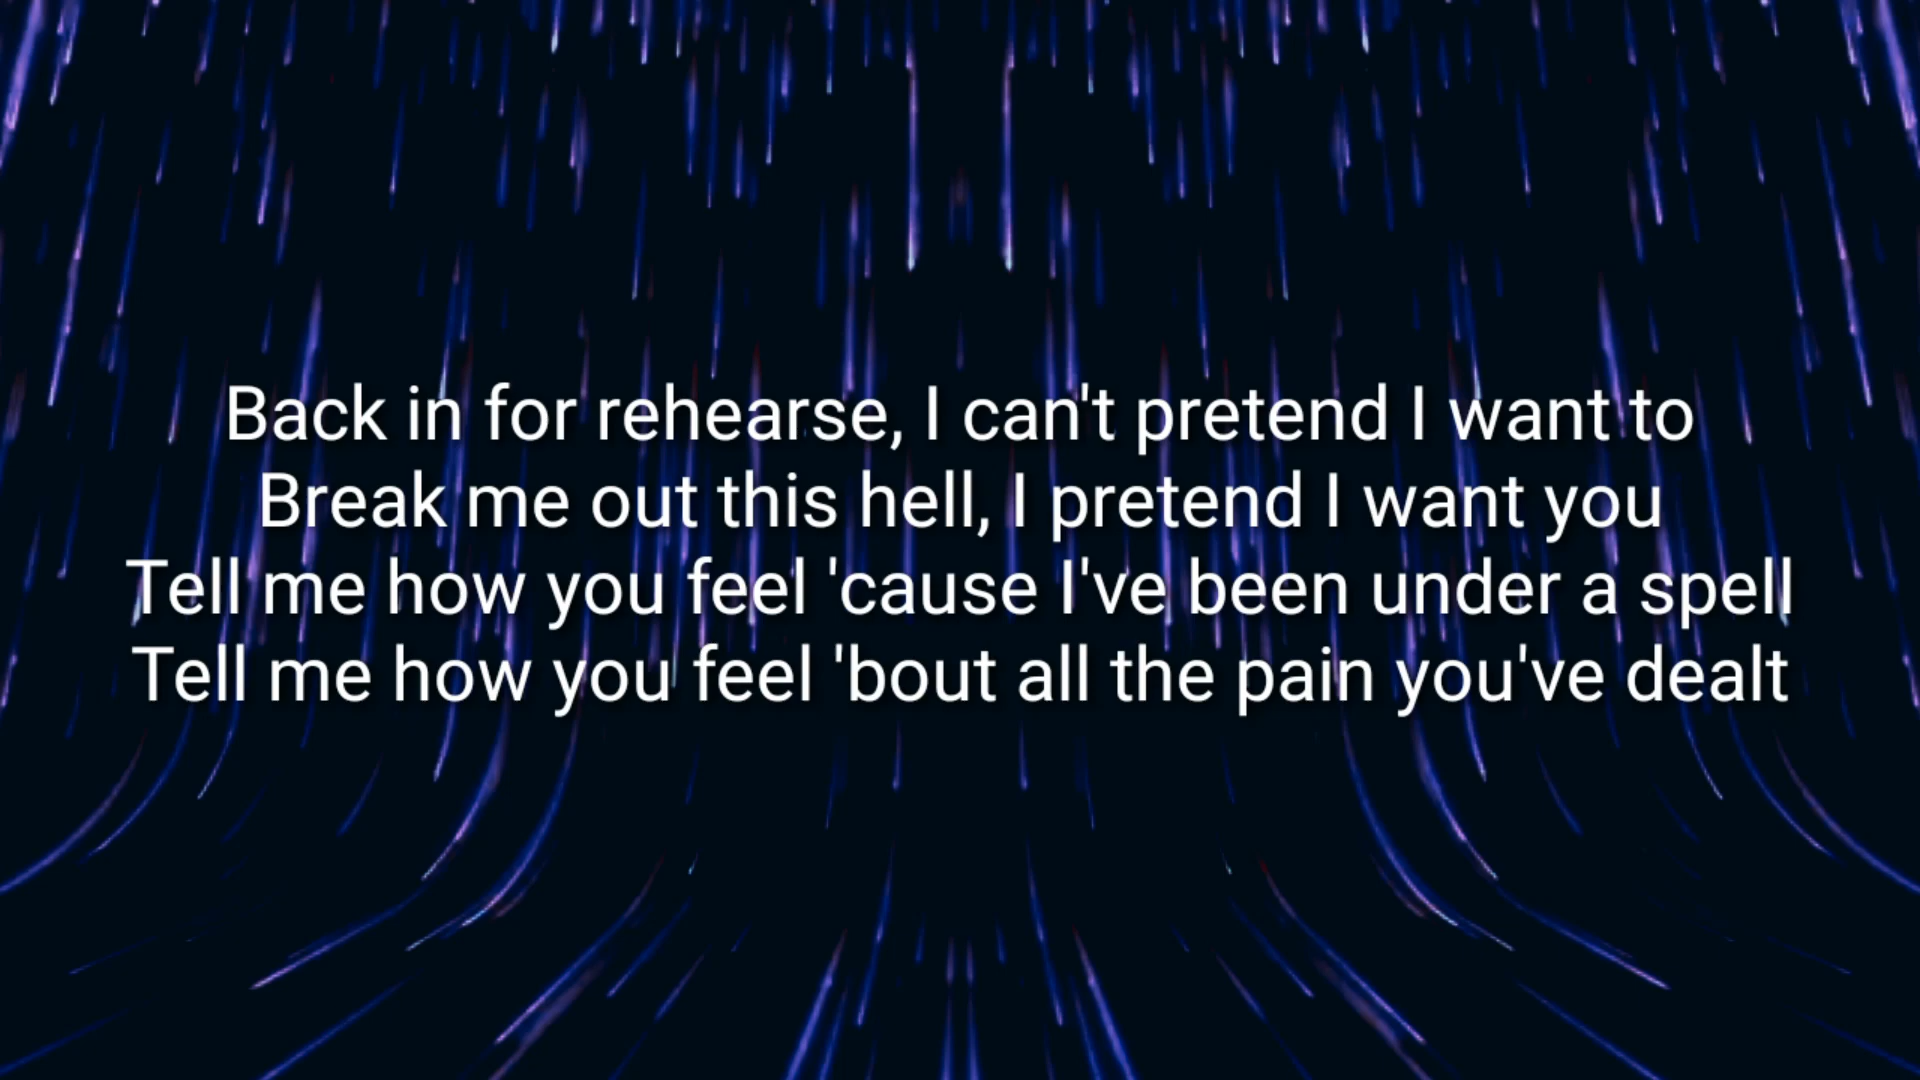 Back in for rehearse, I can't pretend I want to
Break me out this hell, I pretend I want you
Tell me how you feel 'cause I've been under a spell
Tell me how you feel 'bout all the pain you've dealt